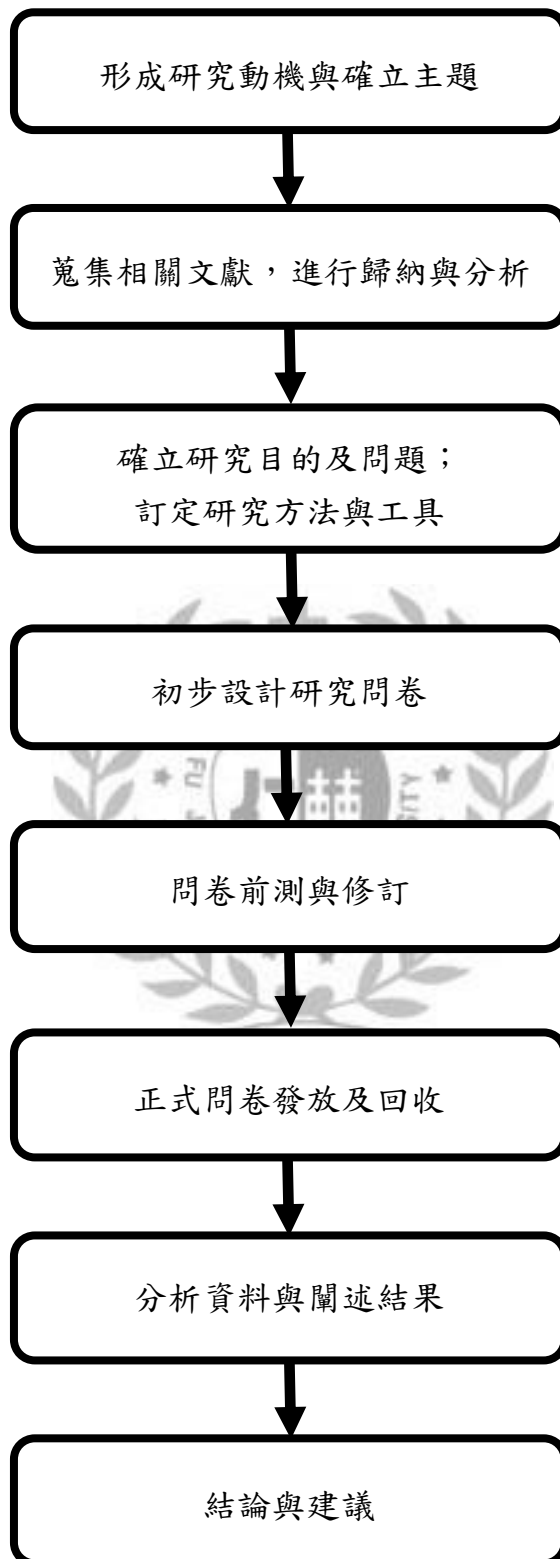 形成研究動機與確立主題
蒐集相關文獻，進行歸納與分析
確立研究目的及問題；
訂定研究方法與工具
初步設計研究問卷
FU J
SITY
問卷前測與修訂
正式問卷發放及回收
分析資料與闡述結果
結論與建議